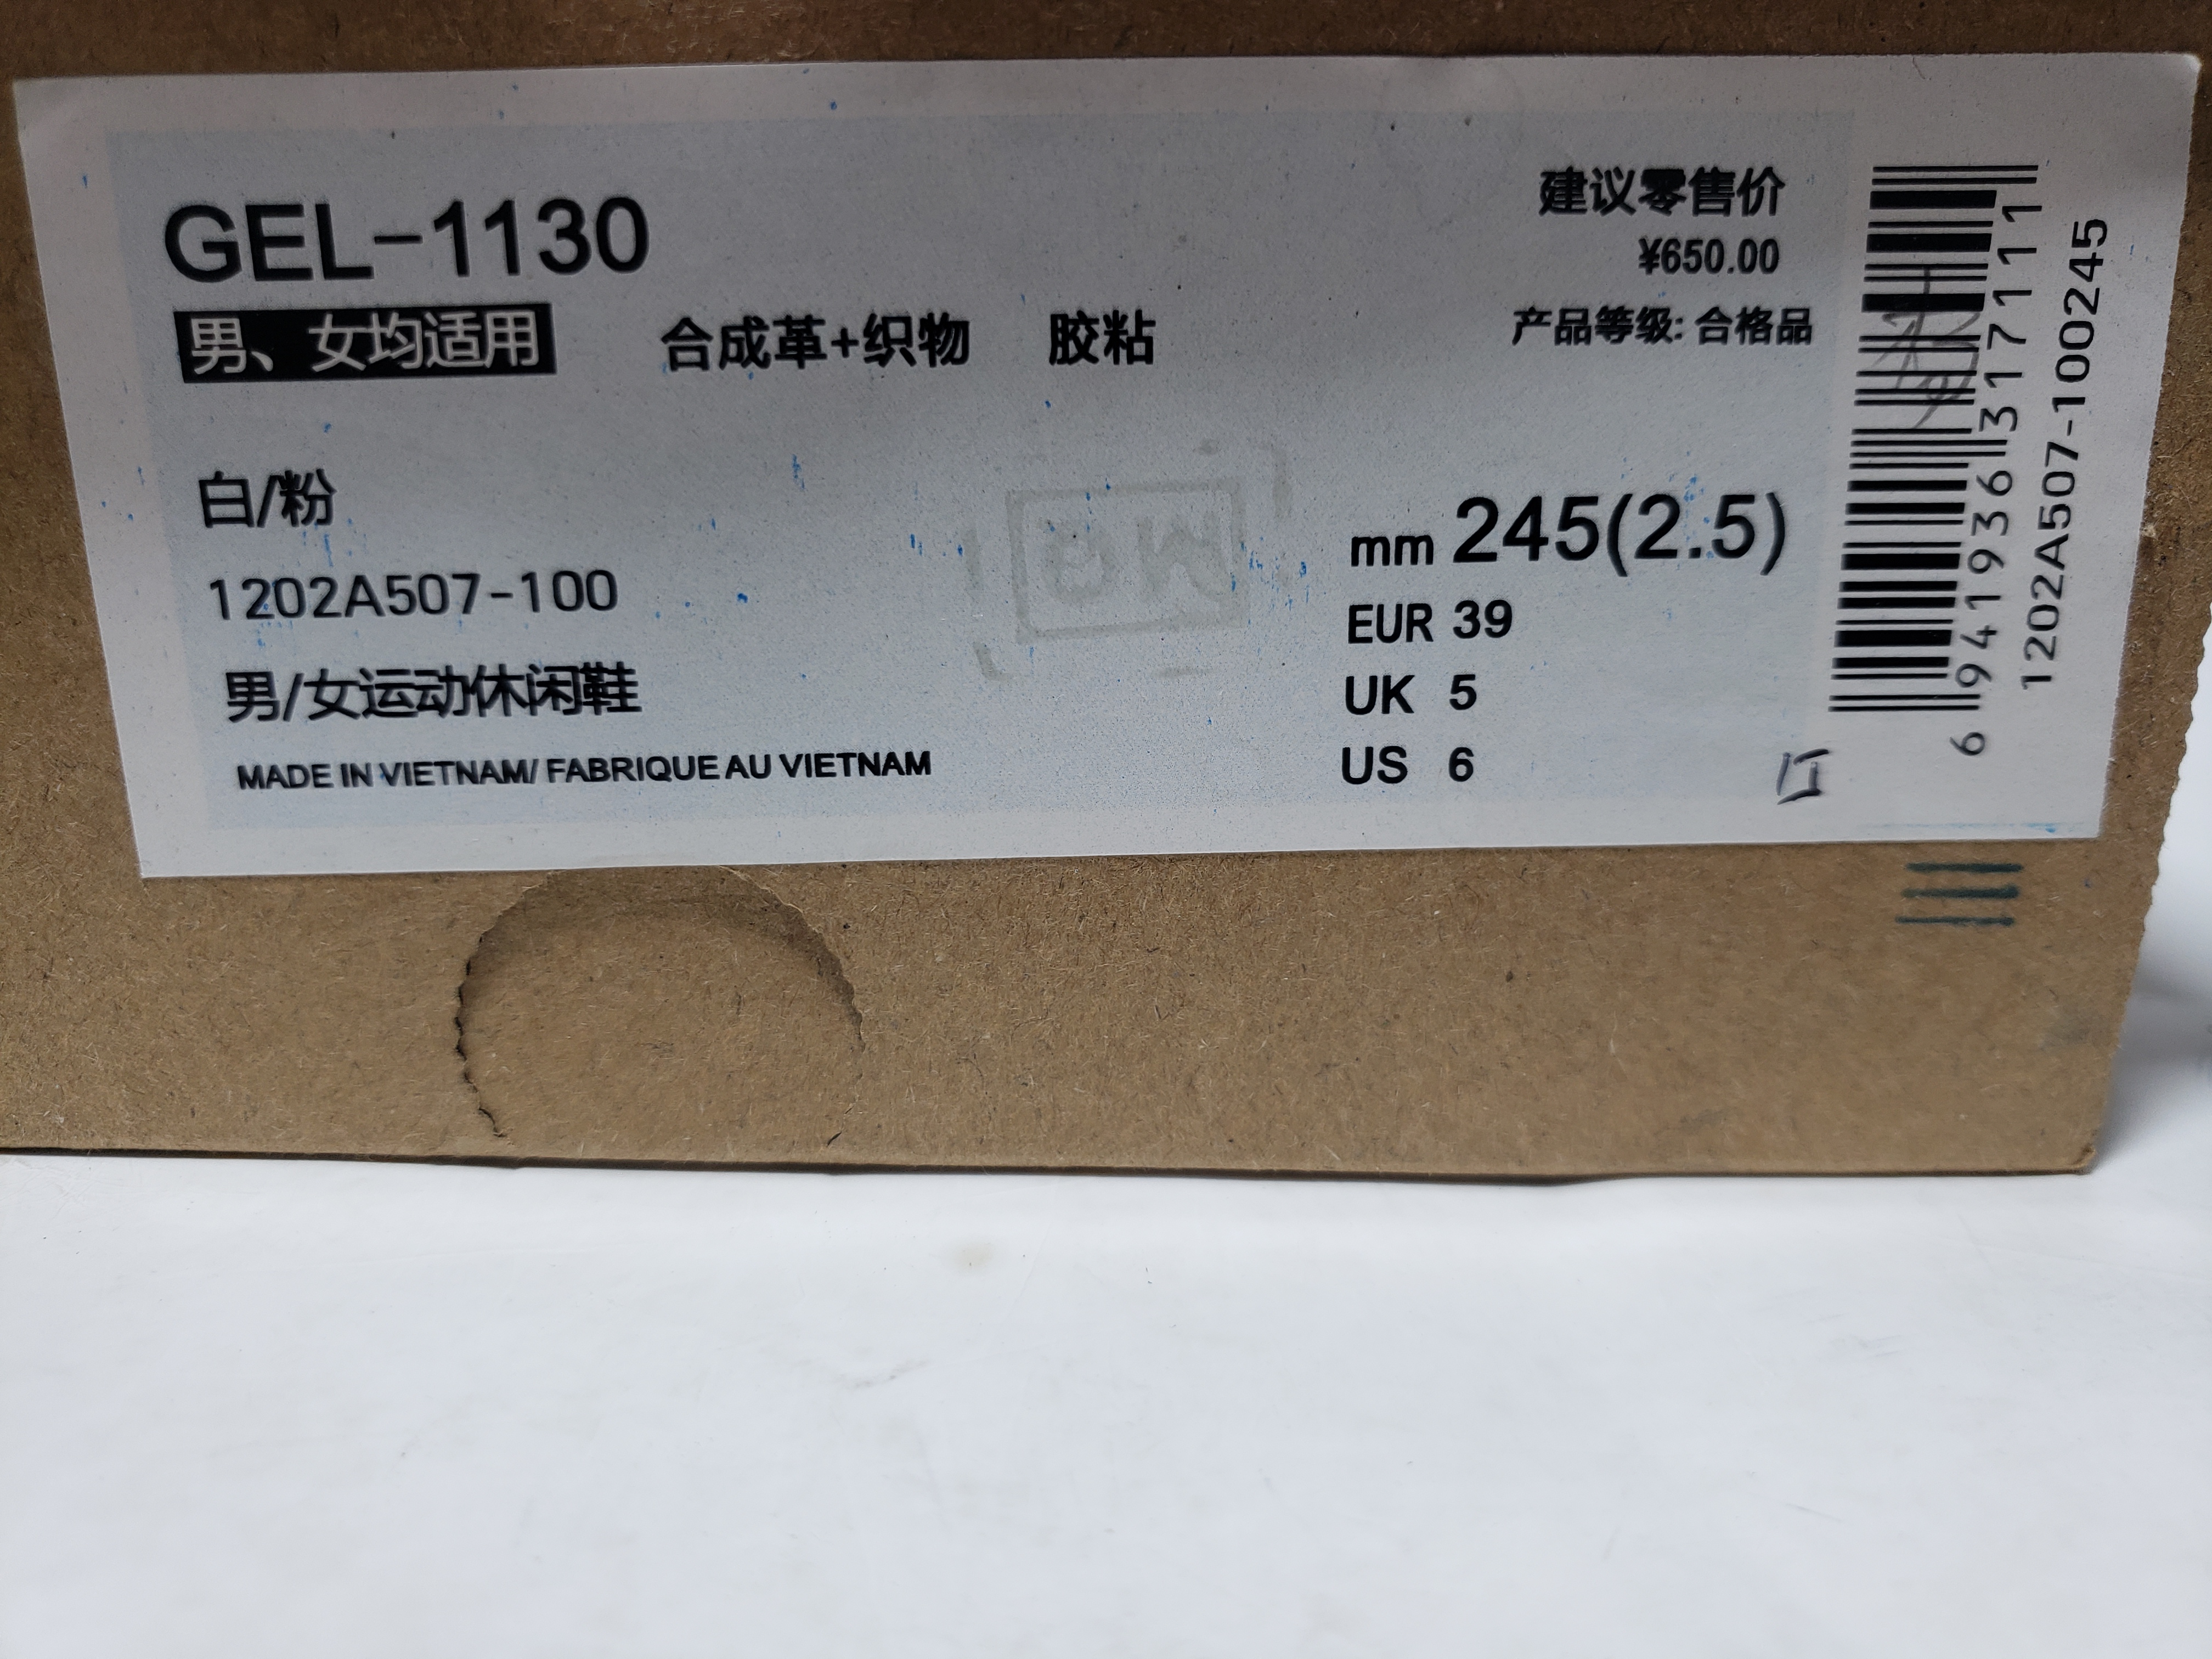 GEL-1130
建议零售价
¥650.00
男、女均适用 合成革+织物 胶粘
产品等级: 合格品
白/粉
1202A507-100
男/女运动休闲鞋
MADE IN VIETNAM/ FABRIQUE AU VIETNAM
mm 245(2.5)
EUR 39
UK 5
US 6
6 941936 317111
1202A507-100245